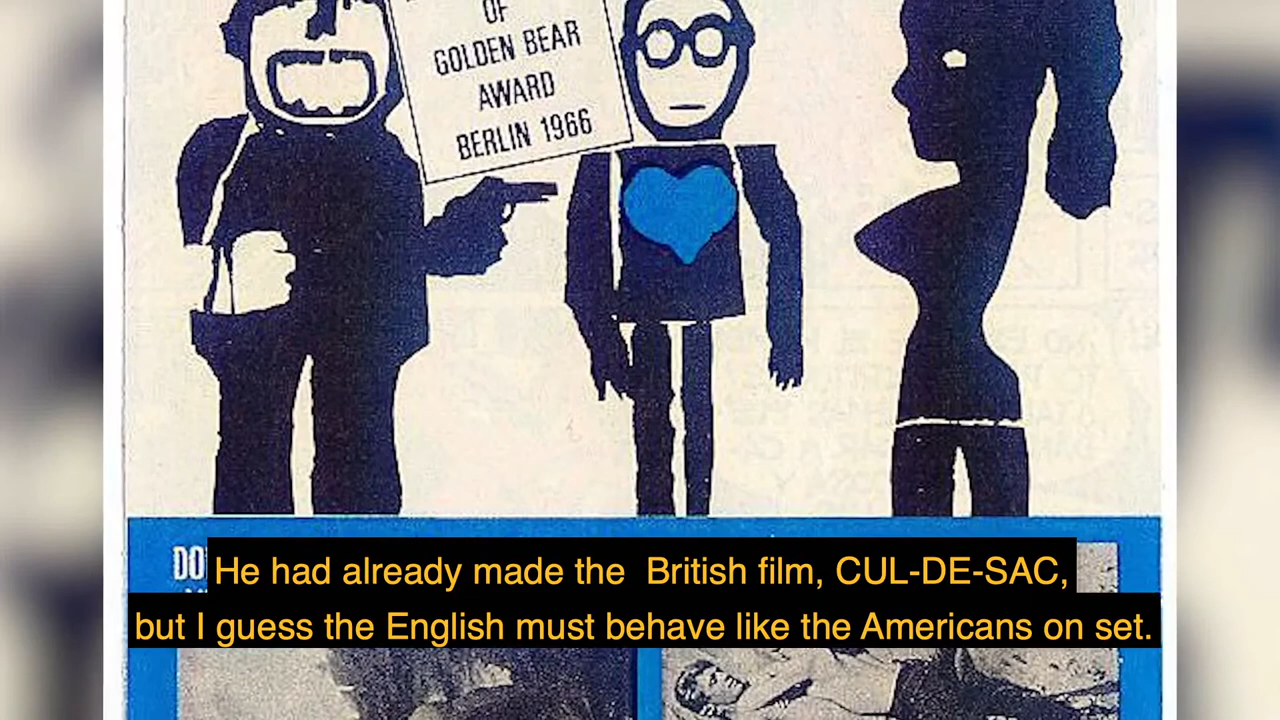 OF
GOLDEN BEAR
AWARD
BERLIN 1966
DO
He had already made the British film, CUL-DE-SAC,
but I guess the English must behave like the Americans on set.